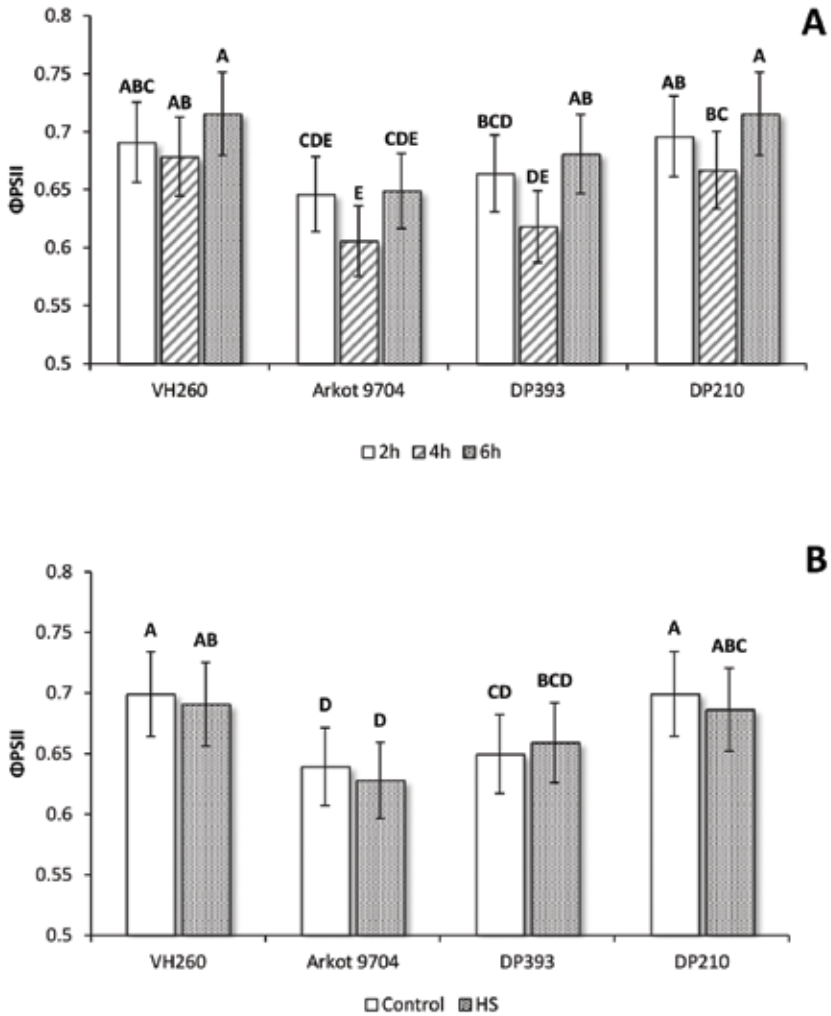 A
0.8
0.75
0.7
0.65
0.6
0.55
0.5
ΦPSII
ABC AB A
CDE E CDE
BCD DE AB
AB BC A
VH260 Arkot 9704 DP393 DP210
2h 4h 6h
B
0.8
0.75
0.7
0.65
0.6
0.55
0.5
ΦPSII
A AB
D D
CD BCD
A ABC
VH260 Arkot 9704 DP393 DP210
Control HS